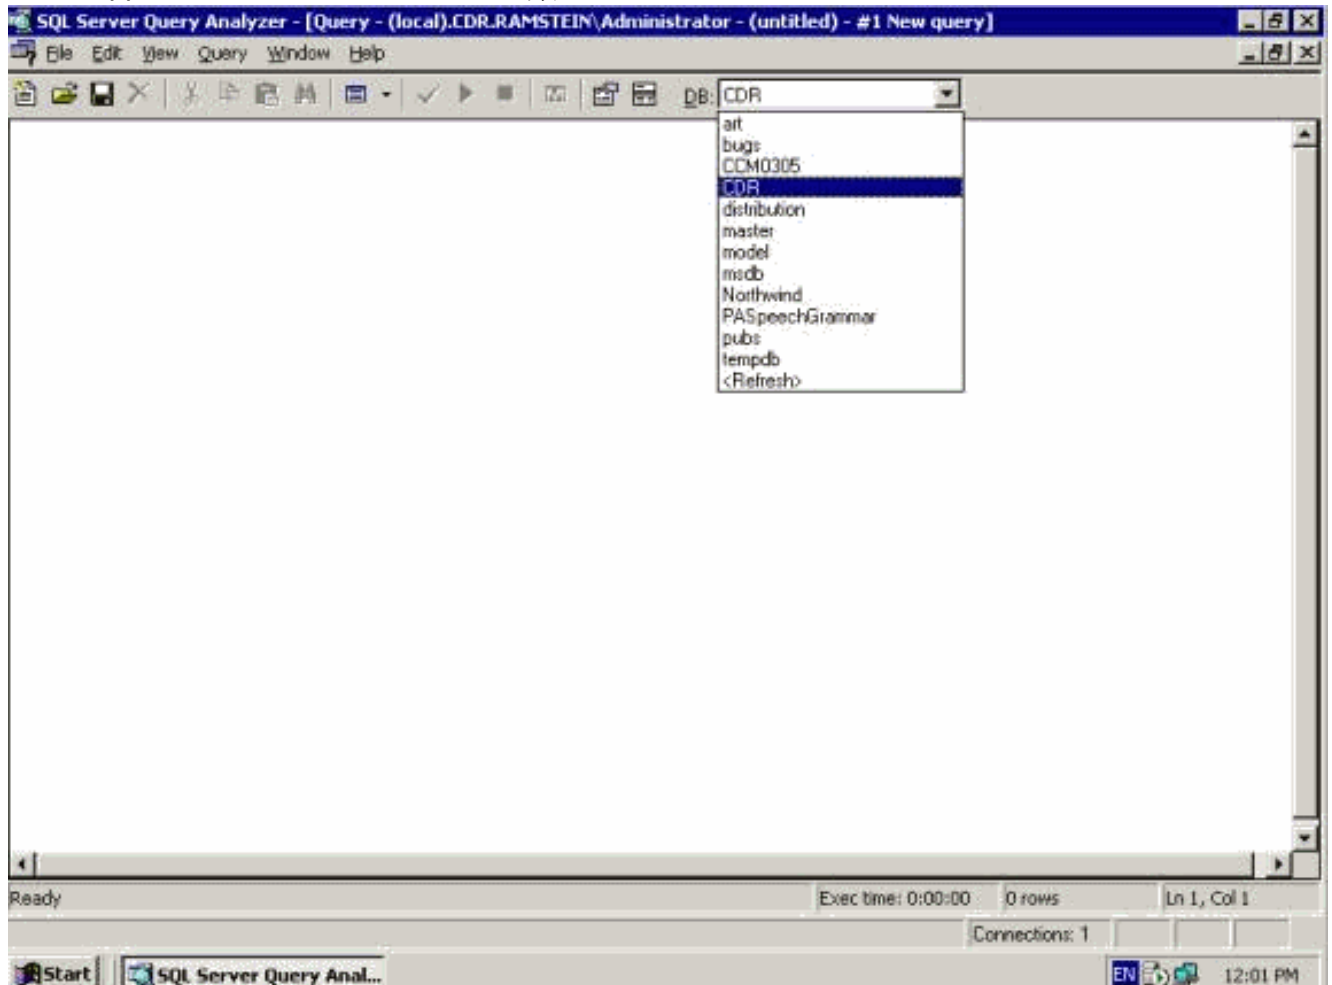 SQL Server Query Analyzer - [Query - (local).CDR.RAMSTEIN\Administrator - (untitled) - #1 New query]
File Edit View Query Window Help
DB: CDR
art
bugs
CCM0305
CDR
distribution
master
model
msdb
Northwind
PASpeechGrammar
pubs
tempdb
<Refresh>
Ready Exec time: 0:00:00 0 rows Ln 1, Col 1
Connections: 1
Start SQL Server Query Anal... EN 12:01 PM